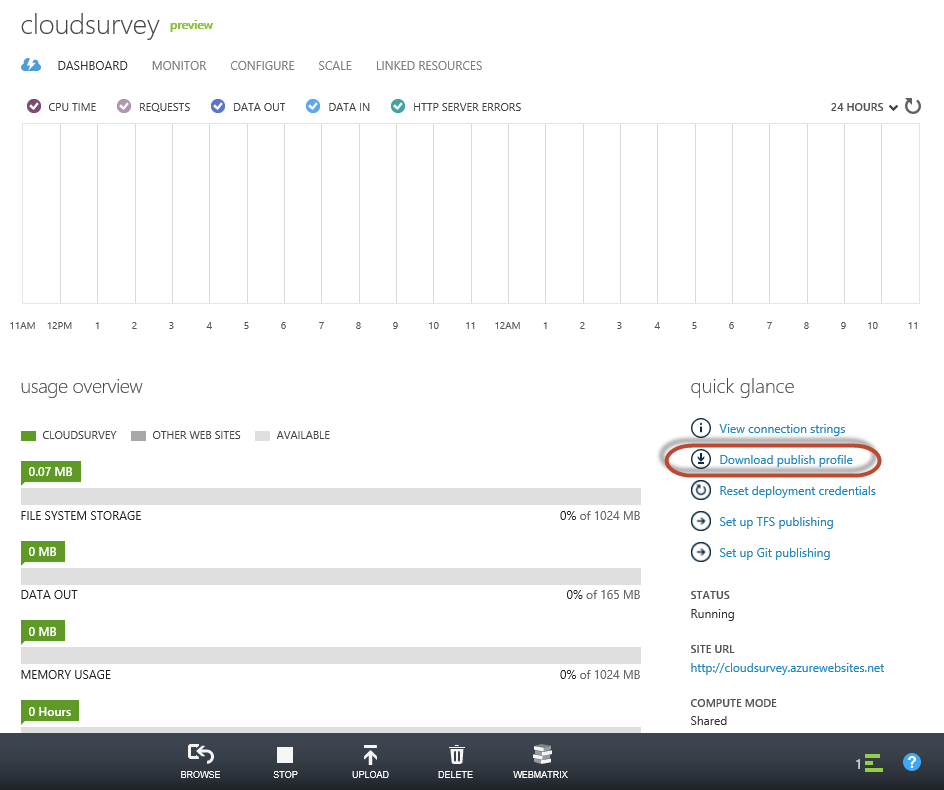 cloudsurvey preview
DASHBOARD MONITOR CONFIGURE SCALE LINKED RESOURCES
CPU TIME REQUESTS DATA OUT DATA IN HTTP SERVER ERRORS 24 HOURS
11AM 12PM 1 2 3 4 5 6 7 8 9 10 11 12AM 1 2 3 4 5 6 7 8 9 10 11
usage overview
CLOUDSURVEY OTHER WEB SITES AVAILABLE
0.07 MB
FILE SYSTEM STORAGE 0% of 1024 MB
0 MB
DATA OUT 0% of 165 MB
0 MB
MEMORY USAGE 0% of 1024 MB
0 Hours
quick glance
View connection strings
Download publish profile
Reset deployment credentials
Set up TFS publishing
Set up Git publishing
STATUS
Running
SITE URL
http://cloudsurvey.azurewebsites.net
COMPUTE MODE
Shared
BROWSE STOP UPLOAD DELETE WEBMATRIX 1 ?